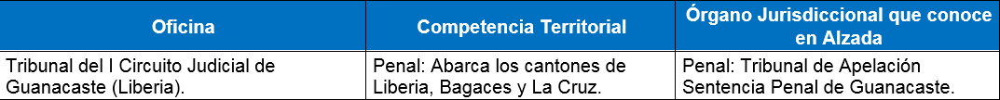 Oficina
Competencia Territorial
Órgano Jurisdiccional que conoce
en Alzada
Tribunal del I Circuito Judicial de
Guanacaste (Liberia).
Penal: Abarca los cantones de
Liberia, Bagaces y La Cruz.
Penal: Tribunal de Apelación
Sentencia Penal de Guanacaste.